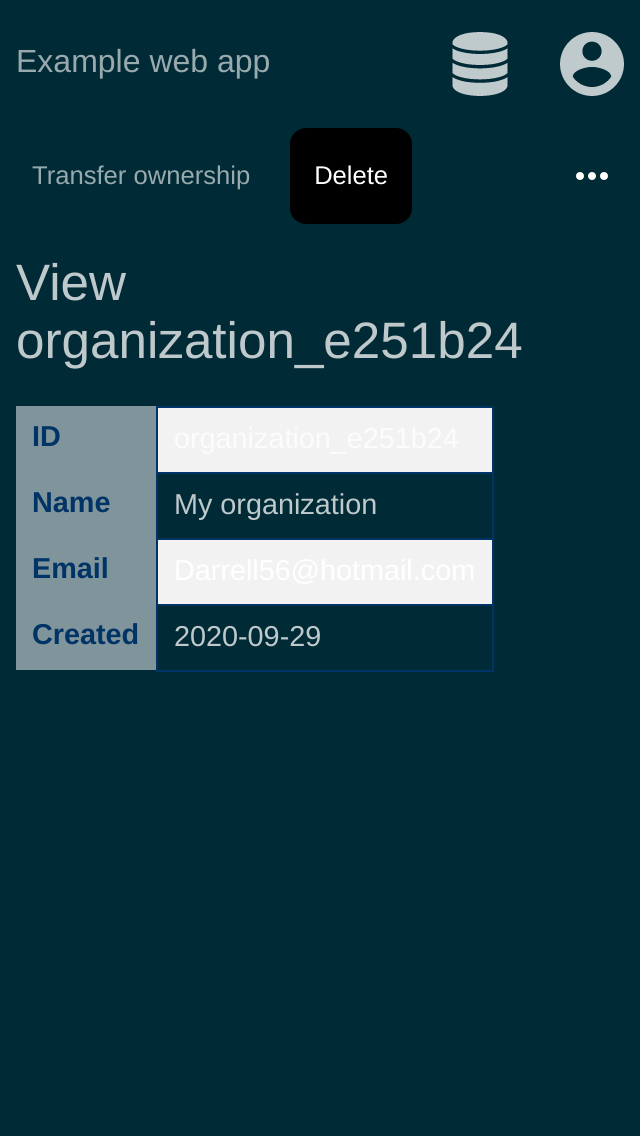 Example web app
Transfer ownership Delete
View
organization_e251b24
ID organization_e251b24
Name My organization
Email Darrell56@hotmail.com
Created 2020-09-29